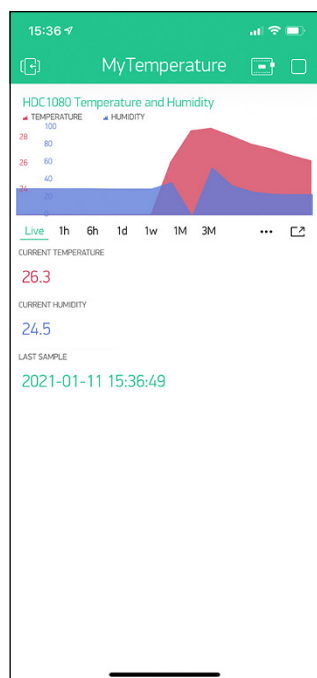 15:36
MyTemperature
HDC1080 Temperature and Humidity
TEMPERATURE HUMIDITY
100
28 80
26 60
40
24 20
0
Live 1h 6h 1d 1w 1M 3M ...
CURRENT TEMPERATURE
26.3
CURRENT HUMIDITY
24.5
LAST SAMPLE
2021-01-11 15:36:49